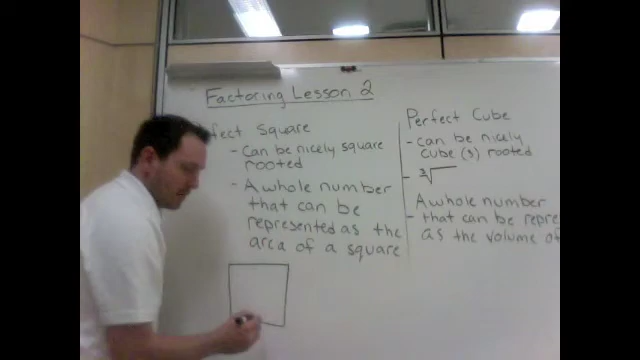 Factoring Lesson 2
fect Square
- Can be nicely square
rooted
- A whole number
that can be
represented as the
area of a square
Perfect Cube
- can be nicely
cube (3) rooted
- ∛
A whole number
- that can be repre
as the volume of